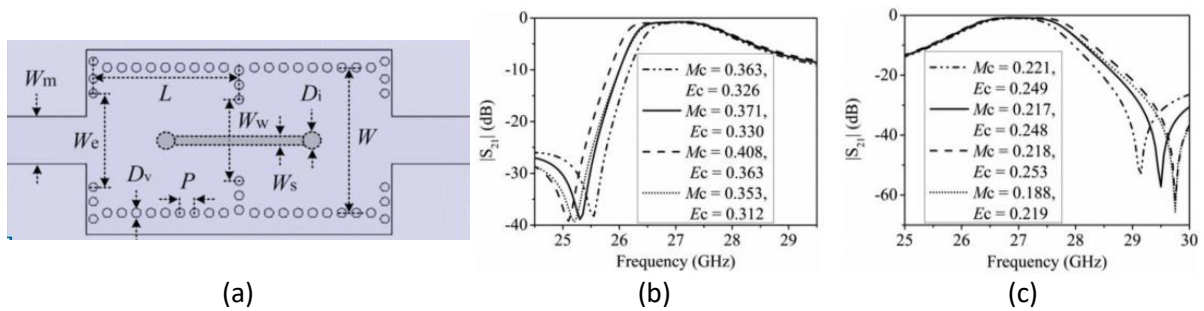 Wm
We
L
Ww
Di
W
Dv
P
Ws
(a)
0
-10
-20
-30
-40
|S21| (dB)
Mc = 0.363,
Ec = 0.326
Mc = 0.371,
Ec = 0.330
Mc = 0.408,
Ec = 0.363
Mc = 0.353,
Ec = 0.312
25 26 27 28 29
Frequency (GHz)
(b)
0
-20
-40
-60
|S21| (dB)
Mc = 0.221,
Ec = 0.249
Mc = 0.217,
Ec = 0.248
Mc = 0.218,
Ec = 0.253
Mc = 0.188,
Ec = 0.219
25 26 27 28 29 30
Frequency (GHz)
(c)